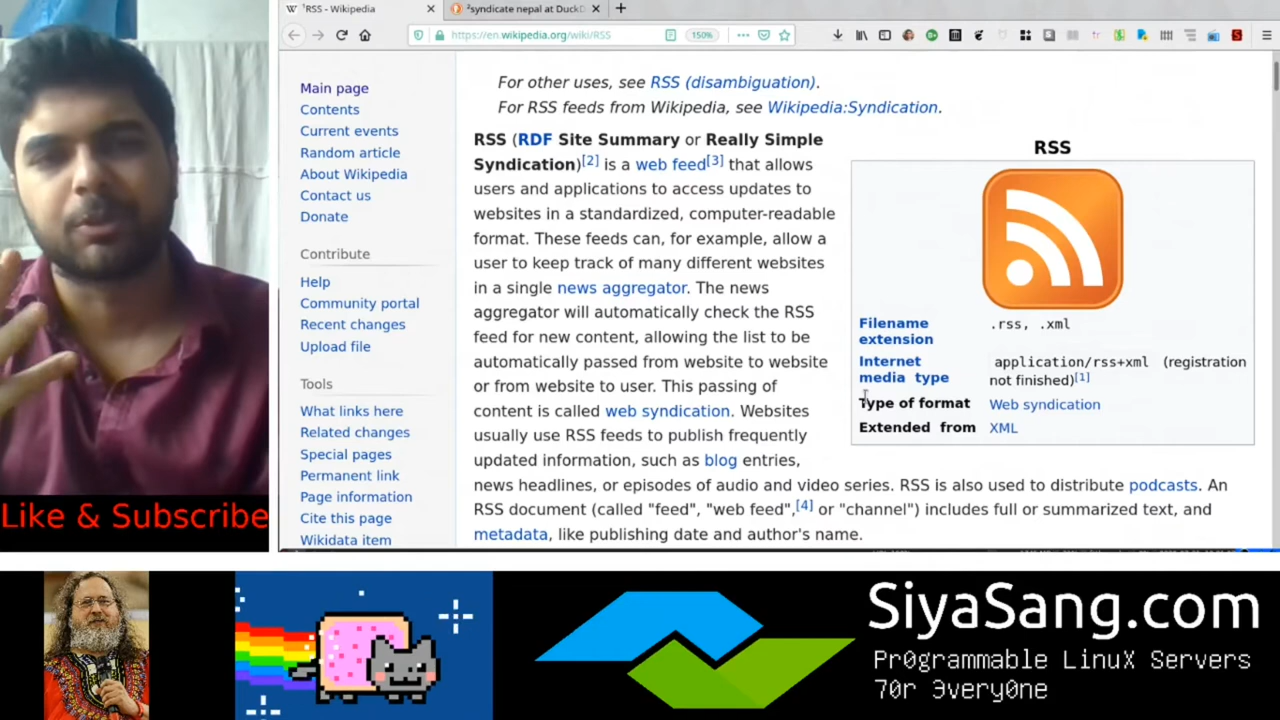 ¹RSS - Wikipedia
²syndicate nepal at DuckD
https://en.wikipedia.org/wiki/RSS
150%
Main page
Contents
Current events
Random article
About Wikipedia
Contact us
Donate
Contribute
Help
Community portal
Recent changes
Upload file
Tools
What links here
Related changes
Special pages
Permanent link
Page information
Cite this page
Wikidata item
For other uses, see RSS (disambiguation).
For RSS feeds from Wikipedia, see Wikipedia:Syndication.
RSS (RDF Site Summary or Really Simple
Syndication)[2] is a web feed[3] that allows
users and applications to access updates to
websites in a standardized, computer-readable
format. These feeds can, for example, allow a
user to keep track of many different websites
in a single news aggregator. The news
aggregator will automatically check the RSS
feed for new content, allowing the list to be
automatically passed from website to website
or from website to user. This passing of
content is called web syndication. Websites
usually use RSS feeds to publish frequently
updated information, such as blog entries,
news headlines, or episodes of audio and video series. RSS is also used to distribute podcasts. An
RSS document (called "feed", "web feed",[4] or "channel") includes full or summarized text, and
metadata, like publishing date and author's name.
RSS
Filename extension .rss, .xml
Internet media type application/rss+xml (registration
not finished)[1]
Type of format Web syndication
Extended from XML
Like & Subscribe
SiyaSang.com
Pr0grammable LinuX Servers
70r 3very0ne